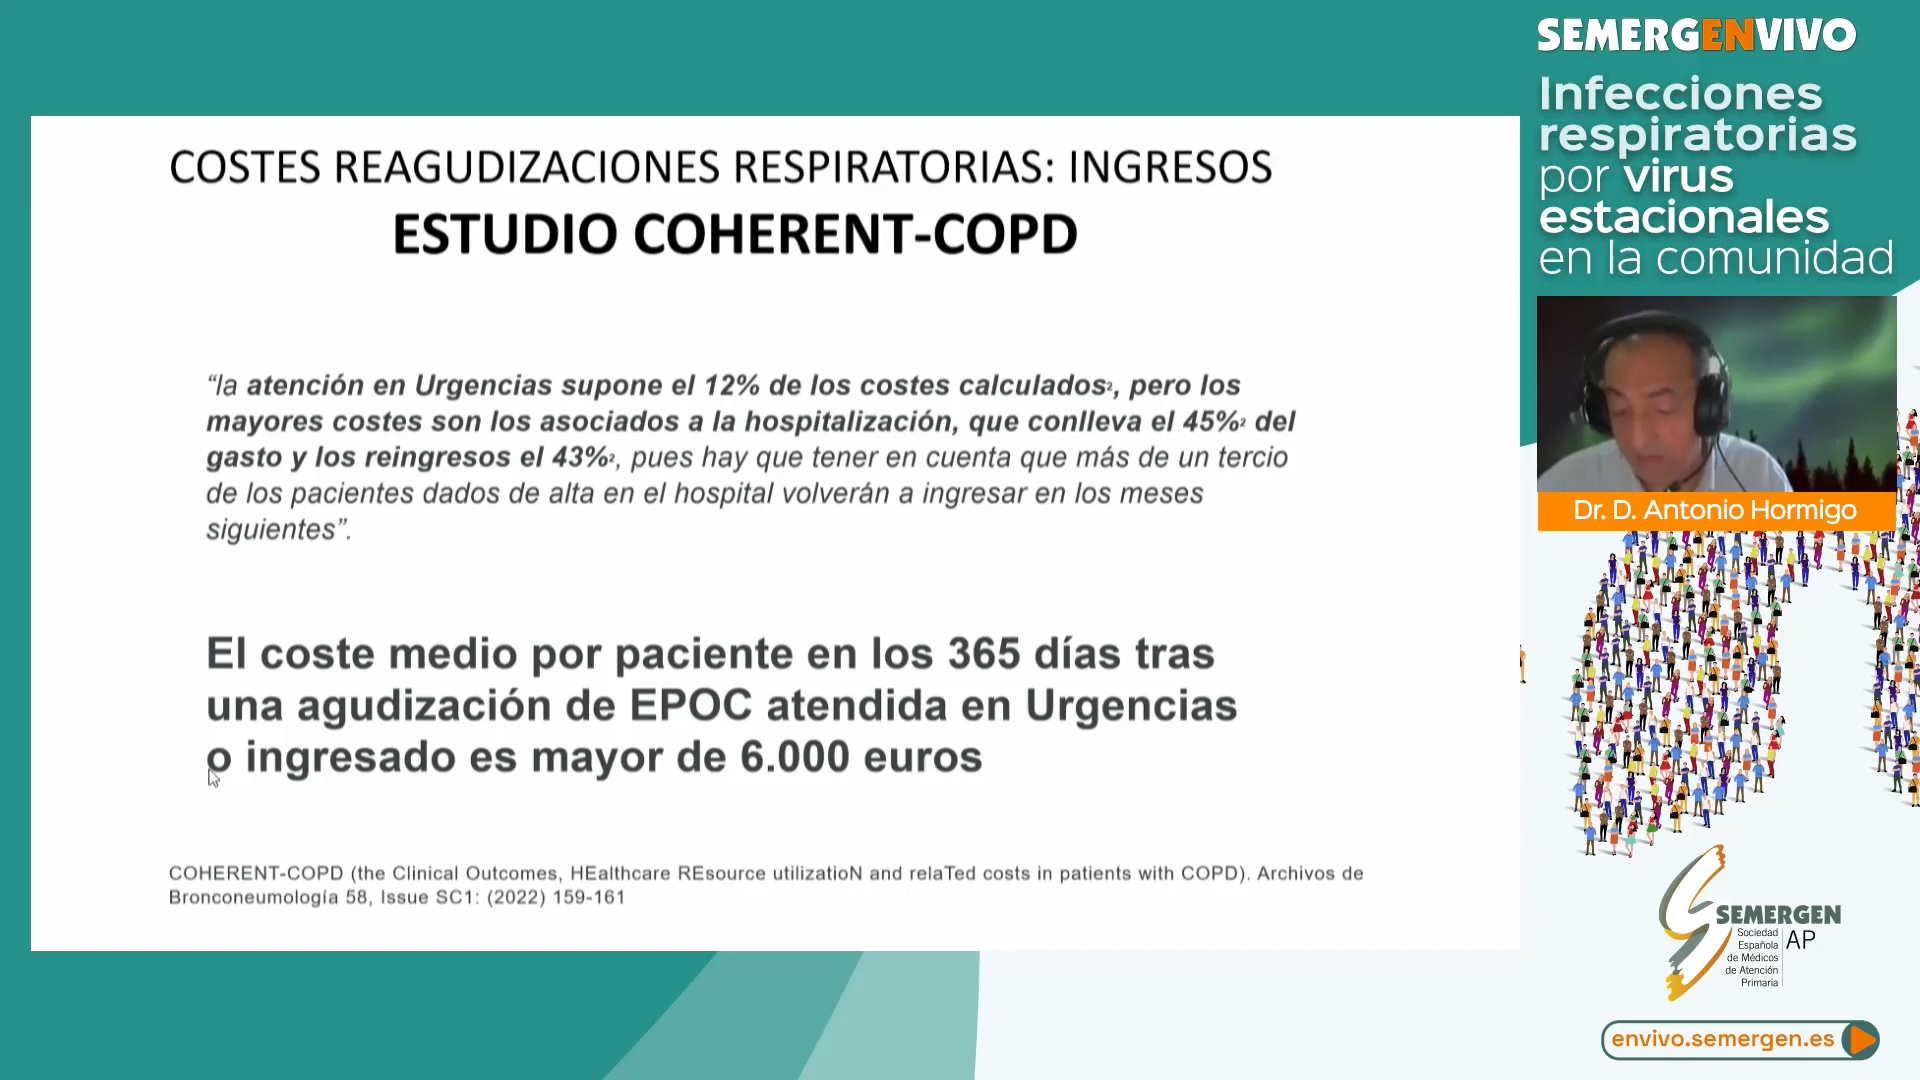 COSTES REAGUDIZACIONES RESPIRATORIAS: INGRESOS
ESTUDIO COHERENT-COPD
“la atención en Urgencias supone el 12% de los costes calculados², pero los
mayores costes son los asociados a la hospitalización, que conlleva el 45%² del
gasto y los reingresos el 43%², pues hay que tener en cuenta que más de un tercio
de los pacientes dados de alta en el hospital volverán a ingresar en los meses
siguientes”.
El coste medio por paciente en los 365 días tras
una agudización de EPOC atendida en Urgencias
o ingresado es mayor de 6.000 euros
COHERENT-COPD (the Clinical Outcomes, HEalthcare REsource utilizatioN and relaTed costs in patients with COPD). Archivos de
Bronconeumología 58, Issue SC1: (2022) 159-161
SEMERGENVIVO
Infecciones
respiratorias
por virus
estacionales
en la comunidad
Dr. D. Antonio Hormigo
SEMERGEN
Sociedad
Española
de Médicos
de Atención
Primaria
AP
envivo.semergen.es